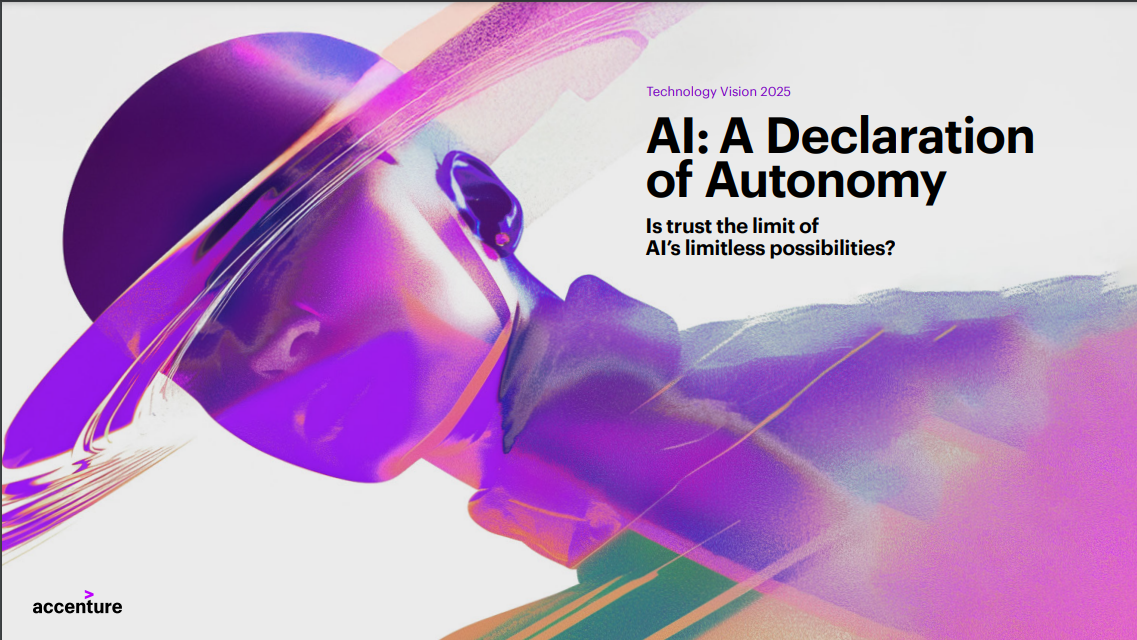 Technology Vision 2025
AI: A Declaration
of Autonomy
Is trust the limit of
AI's limitless possibilities?
accenture